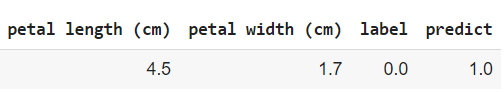 petal length (cm) petal width (cm) label predict
4.5 1.7 0.0 1.0